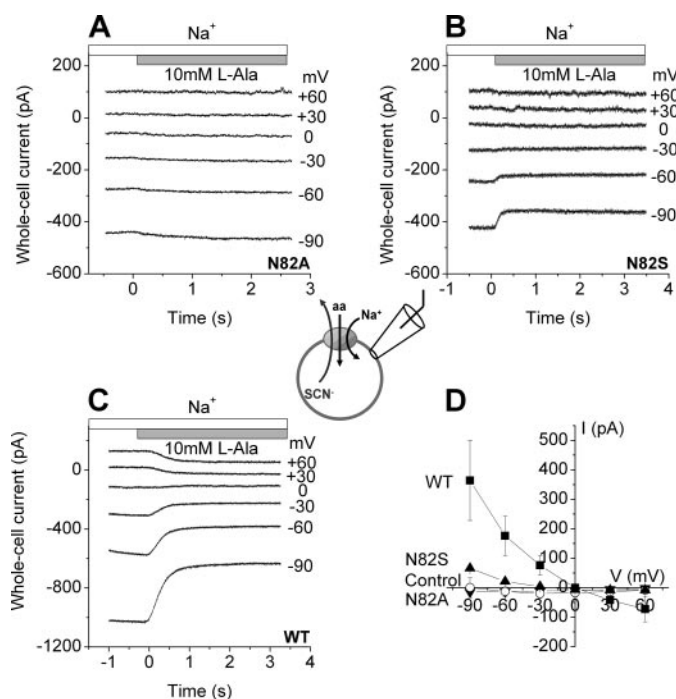 A
Na+
10mM L-Ala
mV
Whole-cell current (pA)
200
0
-200
-400
-600
+60
+30
0
-30
-60
-90
N82A
-1
0
1
2
3
Time (s)
B
Na+
10mM L-Ala
mV
Whole-cell current (pA)
200
0
-200
-400
-600
+60
+30
0
-30
-60
-90
N82S
-1
0
1
2
3
4
Time (s)
aa
Na+
SCN-
C
Na+
10mM L-Ala
mV
Whole-cell current (pA)
0
-400
-800
-1200
+60
+30
0
-30
-60
-90
WT
-1
0
1
2
3
4
Time (s)
D
I (pA)
500
400
300
200
100
0
-100
-200
WT
N82S
Control
N82A
V (mV)
-90 -60 -30 0 30 60